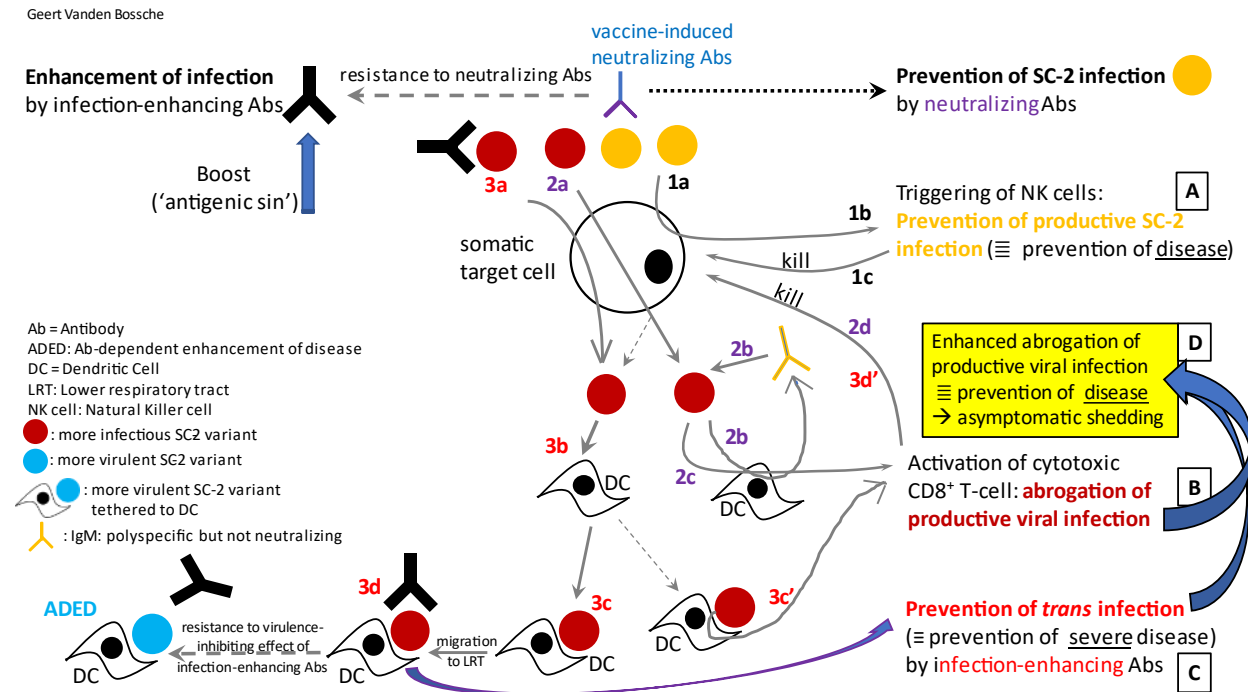 Geert Vanden Bossche
vaccine-induced
neutralizing Abs
Enhancement of infection
by infection-enhancing Abs
resistance to neutralizing Abs
Prevention of SC-2 infection
by neutralizing Abs
Boost
(‘antigenic sin’)
3a
2a
1a
somatic
target cell
1b
Triggering of NK cells:
A
Prevention of productive SC-2
infection (≡ prevention of disease)
kill
1c
kill
2d
3d’
Ab = Antibody
ADED: Ab-dependent enhancement of disease
DC = Dendritic Cell
LRT: Lower respiratory tract
NK cell: Natural Killer cell
: more infectious SC2 variant
: more virulent SC2 variant
: more virulent SC-2 variant
tethered to DC
: IgM: polyspecific but not neutralizing
2b
Enhanced abrogation of
productive viral infection
≡ prevention of disease
→ asymptomatic shedding
D
3b
2b
2c
DC
DC
Activation of cytotoxic
CD8+ T-cell: abrogation of
productive viral infection
B
ADED
DC
resistance to virulence-
inhibiting effect of
infection-enhancing Abs
3d
DC
migration
to LRT
3c
DC
3c’
DC
Prevention of trans infection
(≡ prevention of severe disease)
by infection-enhancing Abs
C